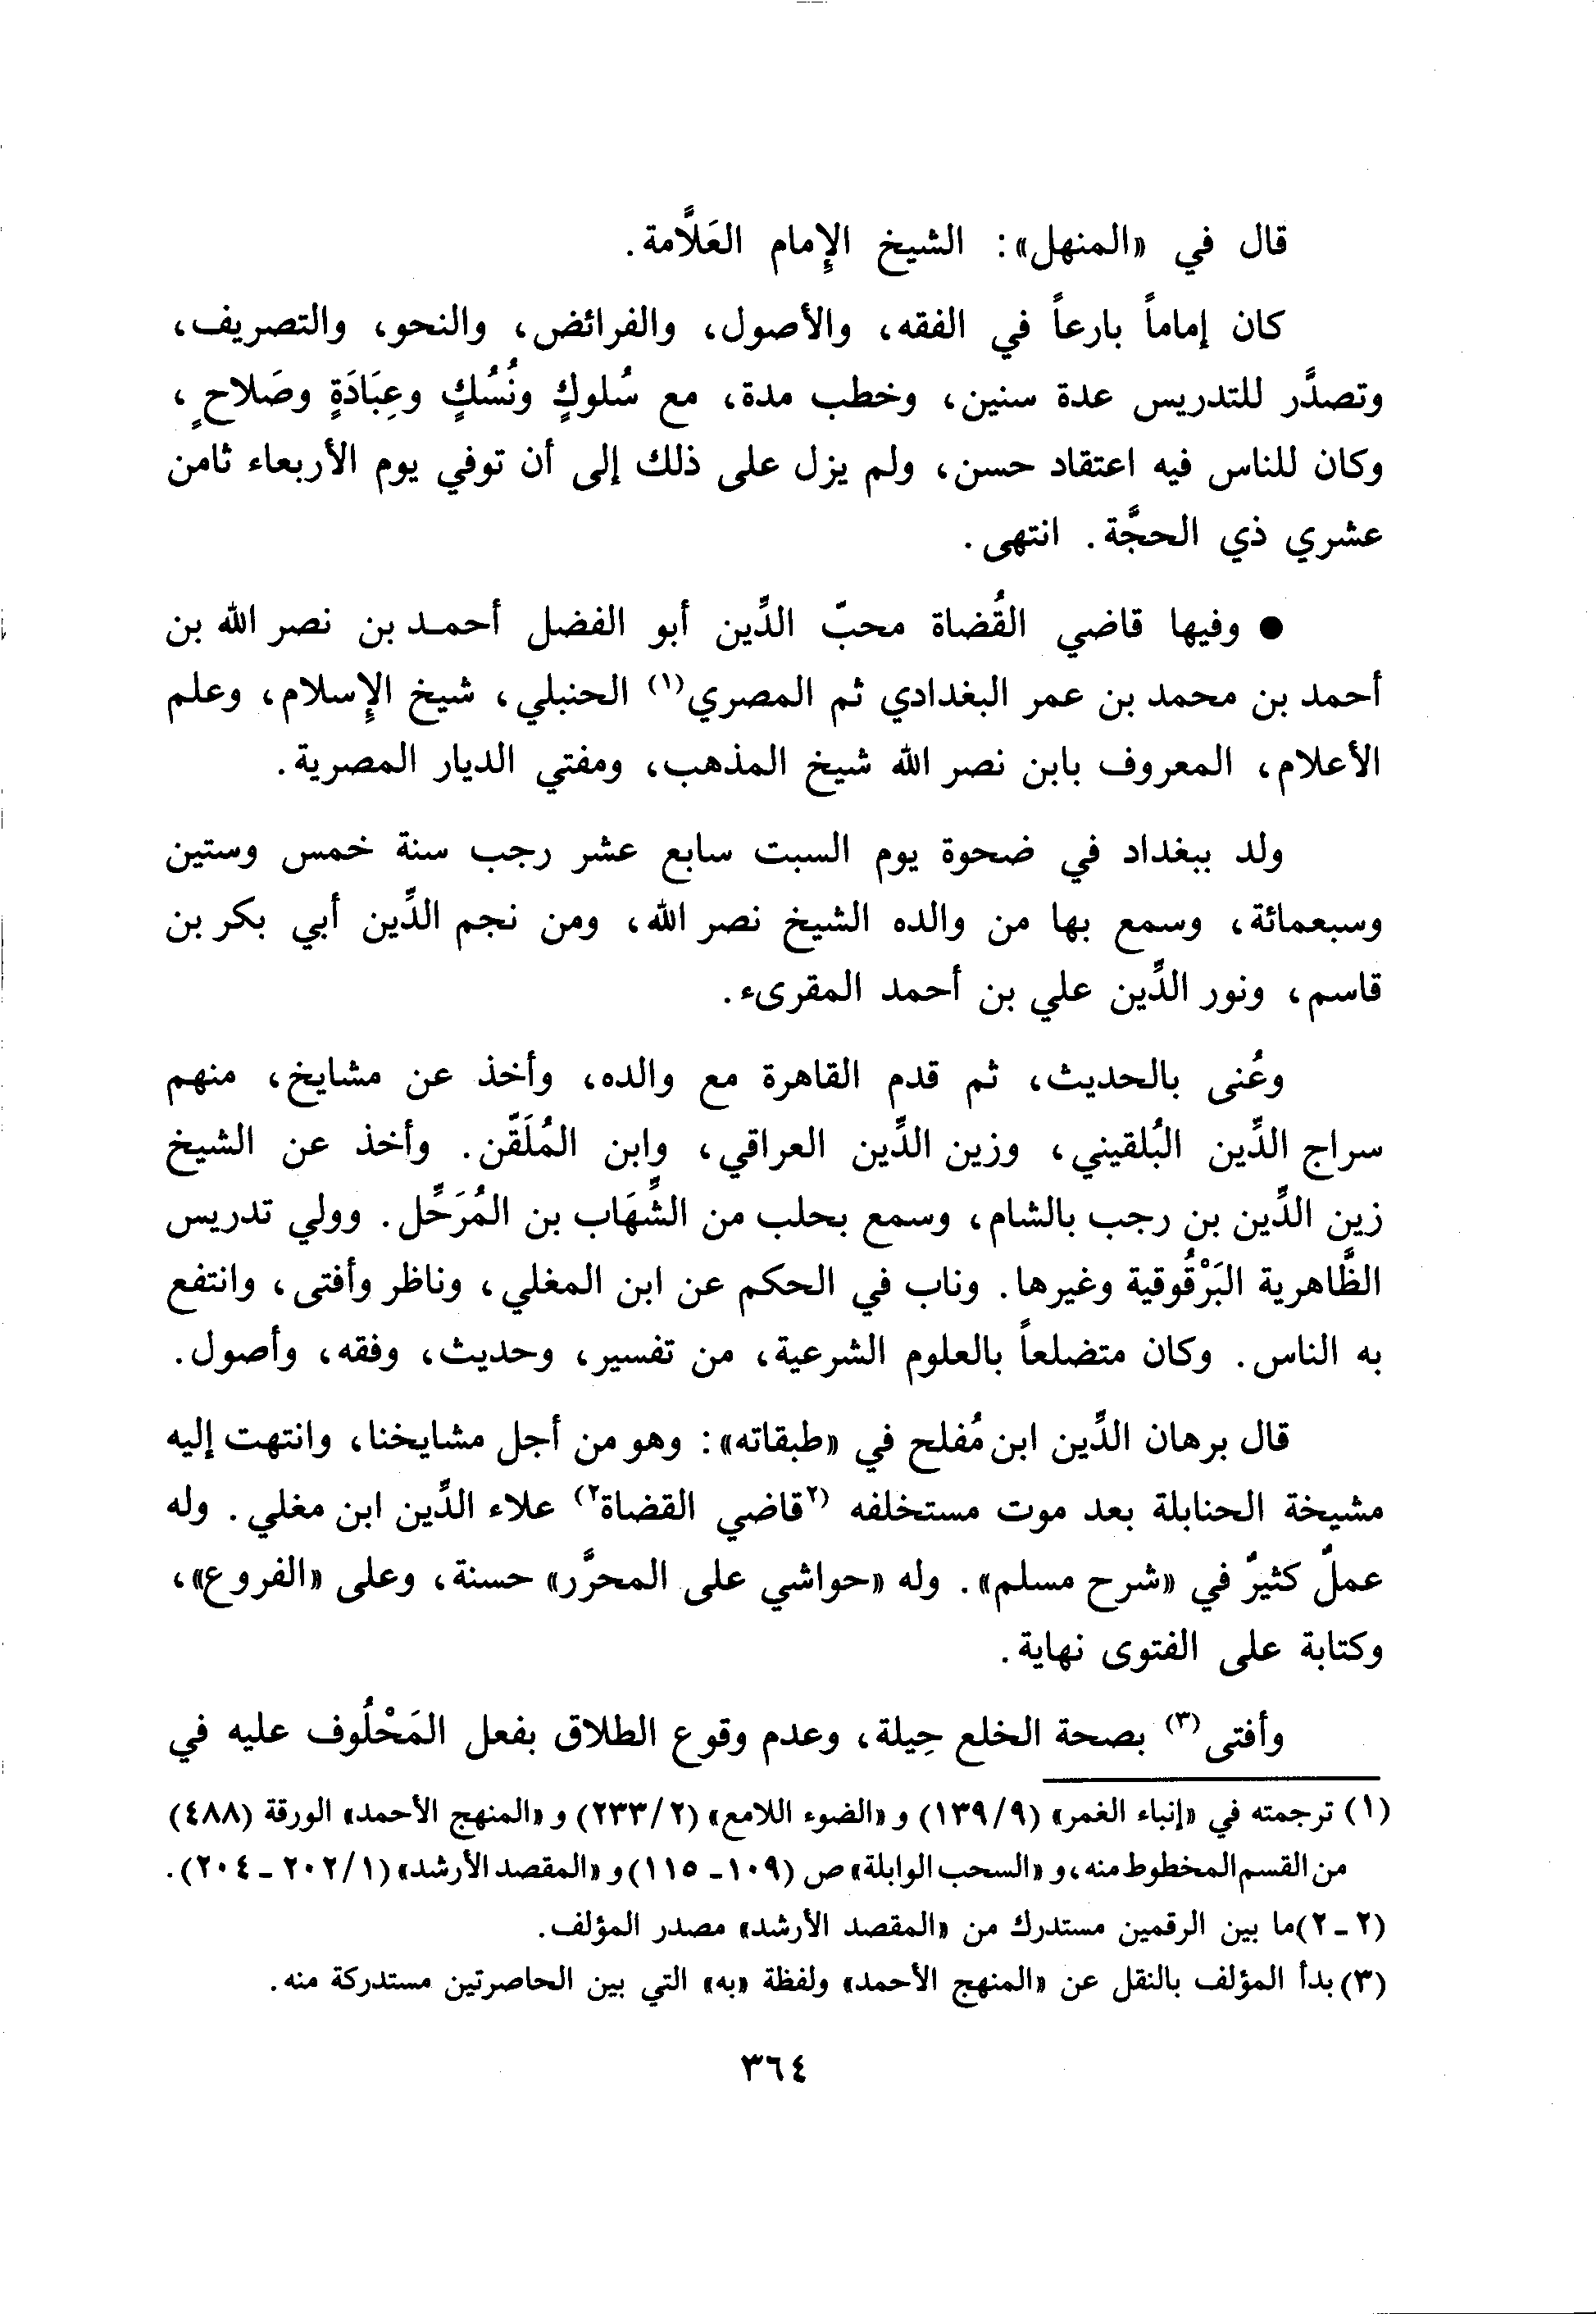 قال في «المنهل»: الشيخ الإِمام العَلاَّمة.
كان إماماً بارعاً في الفقه، والأصول، والفرائض، والنحو، والتصريف،
وتصدَّر للتدريس عدة سنين، وخطب مدة، مع سُلوكٍ ونُسُكٍ وعِبَادَةٍ وصَلاحٍ،
وكان للناس فيه اعتقاد حسن، ولم يزل على ذلك إلى أن توفي يوم الأربعاء ثامن
عشري ذي الحجَّة. انتهى.
● وفيها قاضي القُضاة محبّ الدِّين أبو الفضل أحمد بن نصر الله بن
أحمد بن محمد بن عمر البغدادي ثم المصري(١) الحنبلي، شيخ الإِسلام، وعلم
الأعلام، المعروف بابن نصر الله شيخ المذهب، ومفتي الديار المصرية.
ولد ببغداد في ضحوة يوم السبت سابع عشر رجب سنة خمس وستين
وسبعمائة، وسمع بها من والده الشيخ نصر الله، ومن نجم الدِّين أبي بكر بن
قاسم، ونور الدِّين علي بن أحمد المقرىء.
وعُنى بالحديث، ثم قدم القاهرة مع والده، وأخذ عن مشايخ، منهم
سراج الدِّين البُلقيني، وزين الدِّين العراقي، وابن المُلَقّن. وأخذ عن الشيخ
زين الدِّين بن رجب بالشام، وسمع بحلب من الشِّهَاب بن المُرَحِّل. وولي تدريس
الظَّاهرية البَرْقُوقية وغيرها. وناب في الحكم عن ابن المغلي، وناظر وأفتى، وانتفع
به الناس. وكان متضلعاً بالعلوم الشرعية، من تفسير، وحديث، وفقه، وأصول.
قال برهان الدِّين ابن مُفلح في «طبقاته»: وهو من أجل مشايخنا، وانتهت إليه
مشيخة الحنابلة بعد موت مستخلفه (٢قاضي القضاة٢) علاء الدِّين ابن مغلي. وله
عملٌ كثيرٌ في «شرح مسلم». وله «حواشي على المحرَّر» حسنة، وعلى «الفروع»،
وكتابة على الفتوى نهاية.
وأفتى(٣) بصحة الخلع حِيلة، وعدم وقوع الطلاق بفعل المَحْلُوف عليه في
(١) ترجمته في «إنباء الغمر» (١٣٩/٩) و «الضوء اللامع» (٢٣٣/٢) و «المنهج الأحمد» الورقة (٤٨٨)
من القسم المخطوط منه، و «السحب الوابلة» ص (١٠٩ـ ١١٥) و «المقصد الأرشد» (٢٠٢/١ ـ ٢٠٤).
(٢ـ ٢) ما بين الرقمين مستدرك من «المقصد الأرشد» مصدر المؤلف.
(٣) بدأ المؤلف بالنقل عن «المنهج الأحمد» ولفظة «به» التي بين الحاصرتين مستدركة منه.
٣٦٤